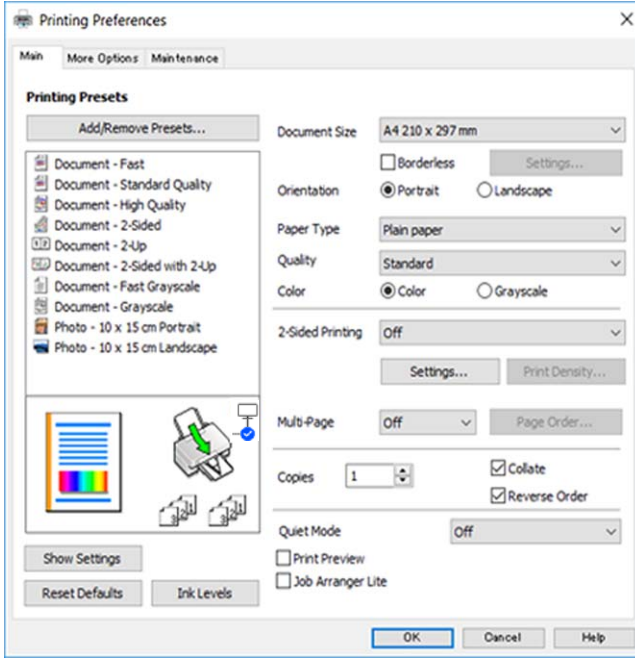 Printing Preferences
Main More Options Maintenance
Printing Presets
Add/Remove Presets...
Document - Fast
Document - Standard Quality
Document - High Quality
Document - 2-Sided
Document - 2-Up
Document - 2-Sided with 2-Up
Document - Fast Grayscale
Document - Grayscale
Photo - 10 x 15 cm Portrait
Photo - 10 x 15 cm Landscape
Show Settings
Reset Defaults Ink Levels
Document Size A4 210 x 297 mm
Borderless Settings...
Orientation Portrait Landscape
Paper Type Plain paper
Quality Standard
Color Color Grayscale
2-Sided Printing Off
Settings... Print Density...
Multi-Page Off Page Order...
Copies 1 Collate
Reverse Order
Quiet Mode Off
Print Preview
Job Arranger Lite
OK Cancel Help